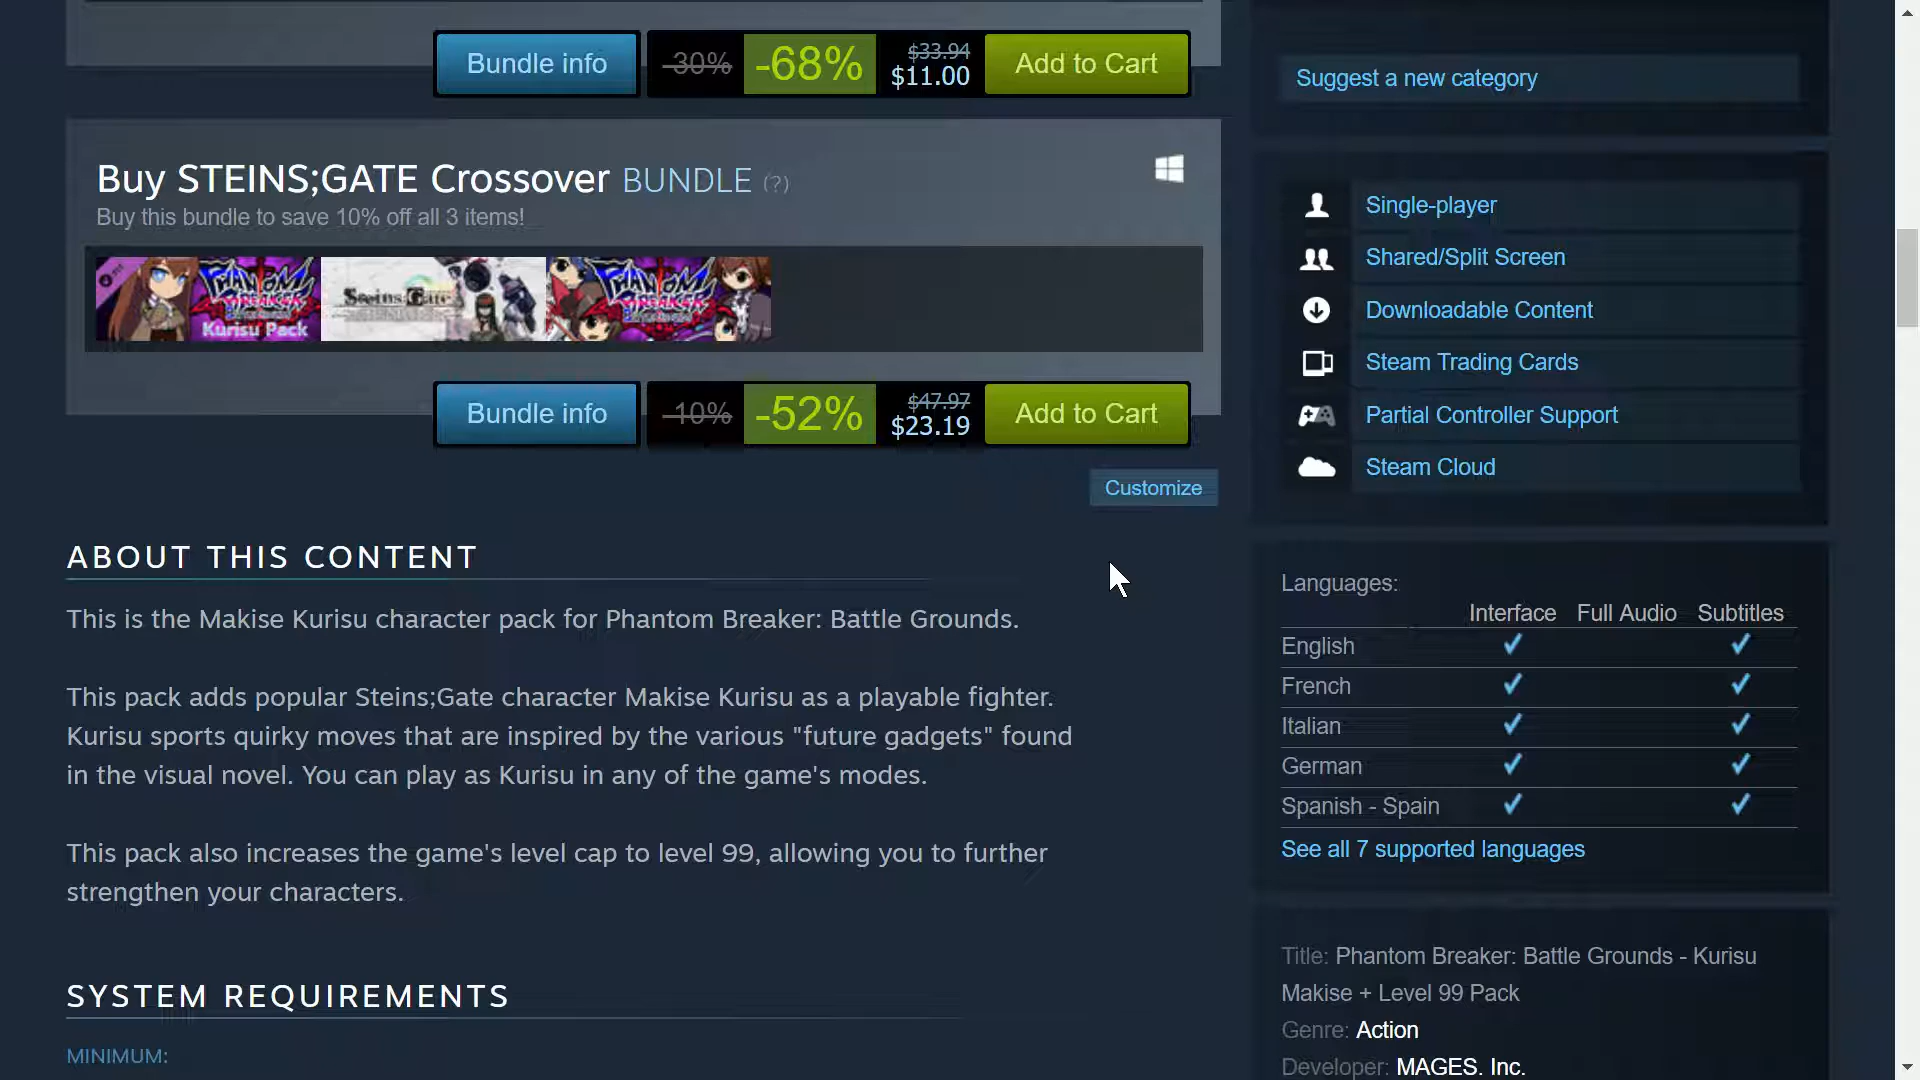 Bundle info -30% -68% $33.94 $11.00 Add to Cart
Buy STEINS;GATE Crossover BUNDLE (?)
Buy this bundle to save 10% off all 3 items!
PHANTOM BREAKER Kurisu Pack
Steins;Gate
PHANTOM BREAKER
Bundle info -10% -52% $47.97 $23.19 Add to Cart
Customize
ABOUT THIS CONTENT
This is the Makise Kurisu character pack for Phantom Breaker: Battle Grounds.
This pack adds popular Steins;Gate character Makise Kurisu as a playable fighter.
Kurisu sports quirky moves that are inspired by the various "future gadgets" found
in the visual novel. You can play as Kurisu in any of the game's modes.
This pack also increases the game's level cap to level 99, allowing you to further
strengthen your characters.
SYSTEM REQUIREMENTS
MINIMUM:
Suggest a new category
Single-player
Shared/Split Screen
Downloadable Content
Steam Trading Cards
Partial Controller Support
Steam Cloud
Languages:
Interface Full Audio Subtitles
English ✔ ✔
French ✔ ✔
Italian ✔ ✔
German ✔ ✔
Spanish - Spain ✔ ✔
See all 7 supported languages
Title: Phantom Breaker: Battle Grounds - Kurisu
Makise + Level 99 Pack
Genre: Action
Developer: MAGES. Inc.